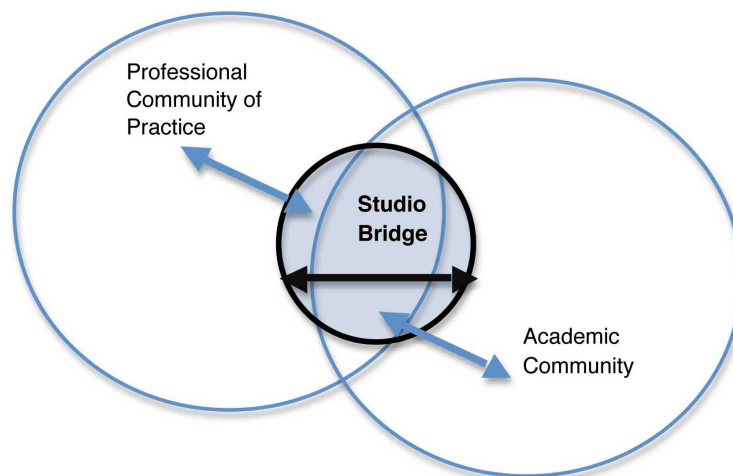 Professional
Community of
Practice
Studio
Bridge
Academic
Community